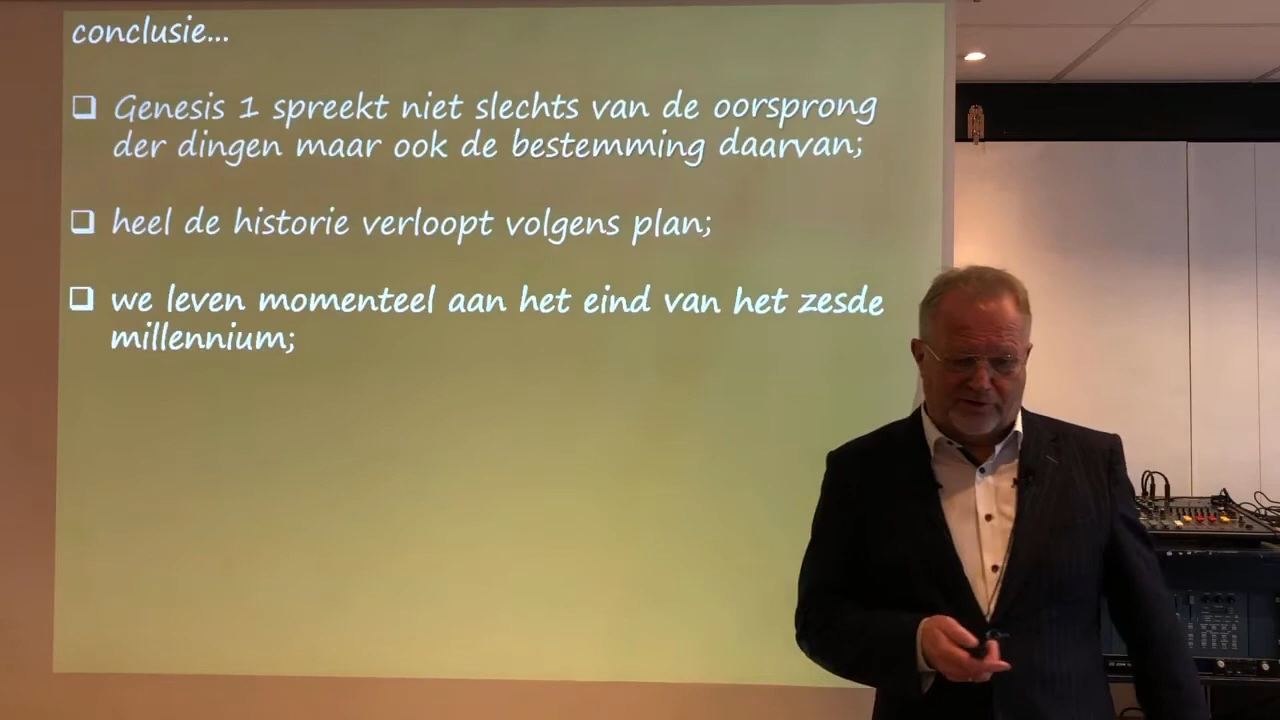 conclusie...
❑ Genesis 1 spreekt niet slechts van de oorsprong
der dingen maar ook de bestemming daarvan;
❑ heel de historie verloopt volgens plan;
❑ we leven momenteel aan het eind van het zesde
millennium;